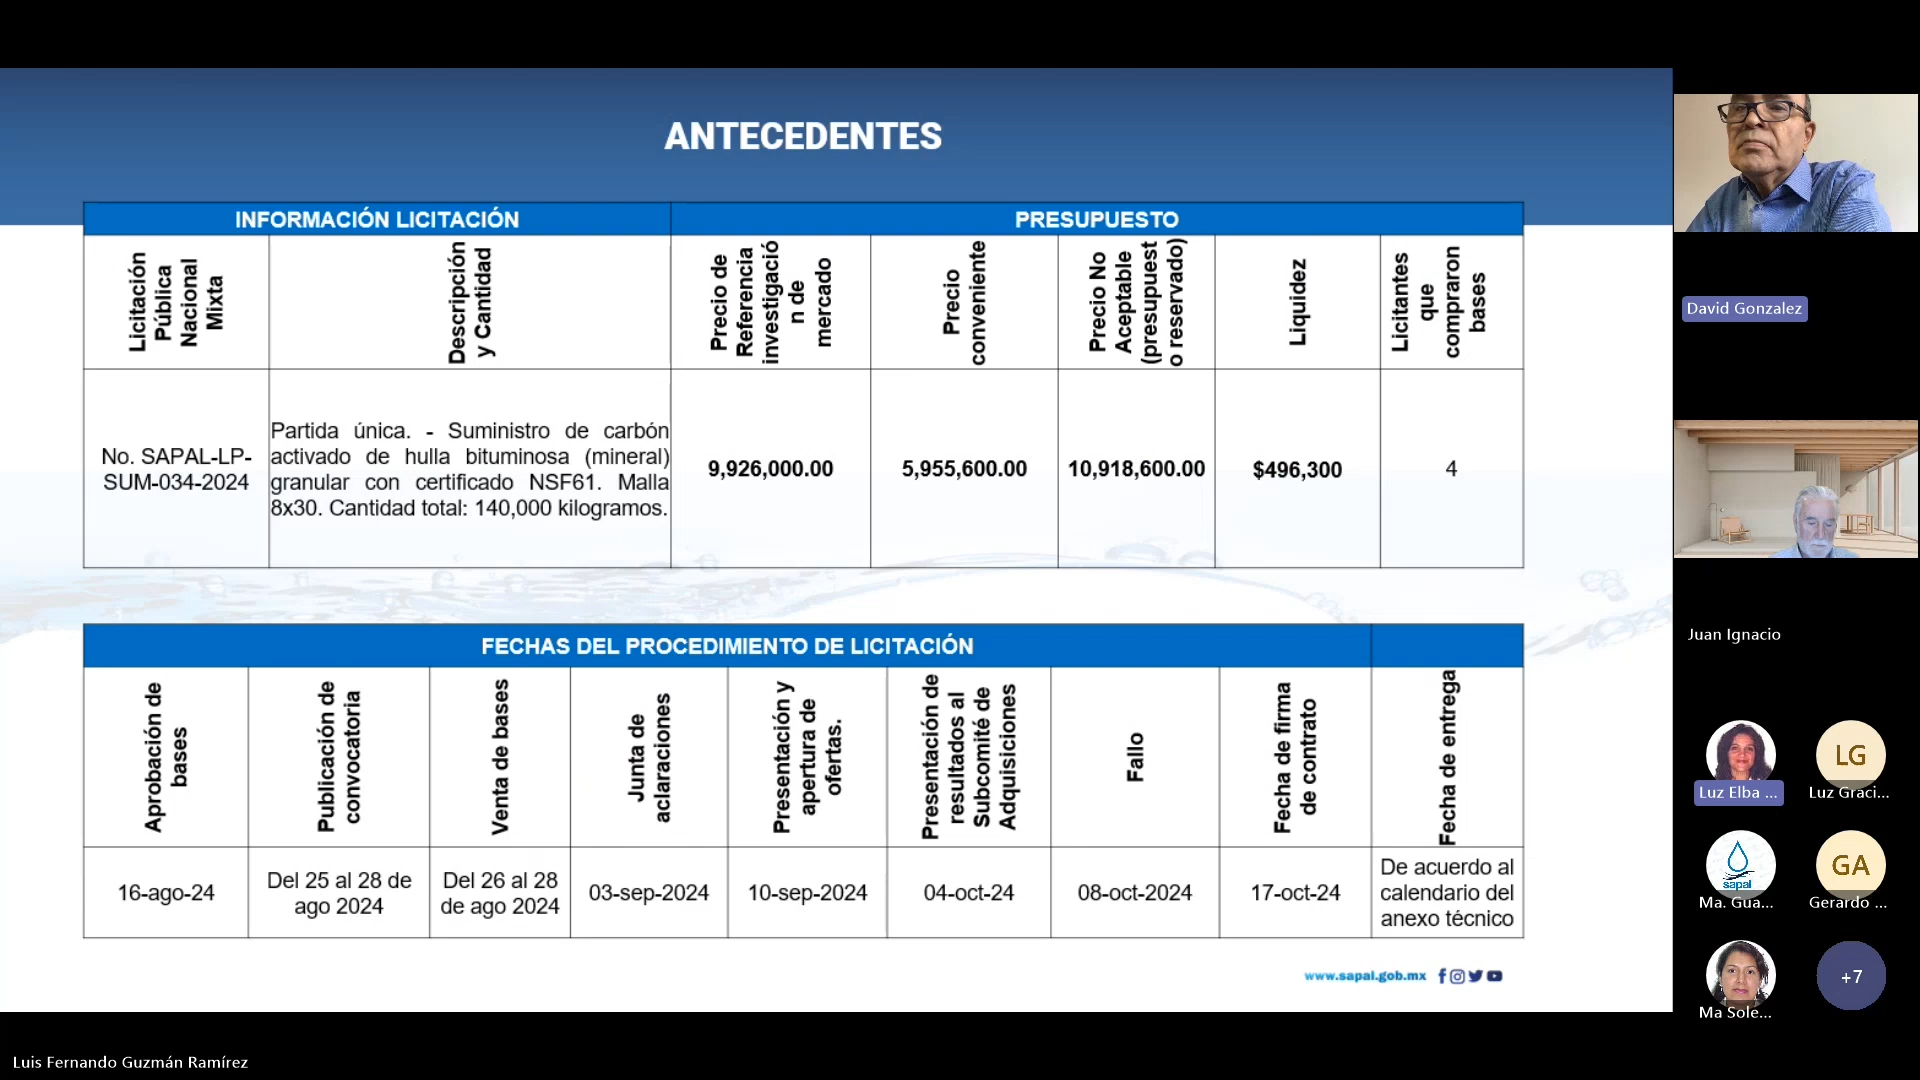 ANTECEDENTES
INFORMACIÓN LICITACIÓN
PRESUPUESTO
Licitación
Pública
Nacional
Mixta
Descripción
y Cantidad
Precio de
Referencia
investigació
n de
mercado
Precio
conveniente
Precio No
Aceptable
(presupuest
o reservado)
Liquidez
Licitantes
que
compraron
bases
No. SAPAL-LP-
SUM-034-2024
Partida única. - Suministro de carbón
activado de hulla bituminosa (mineral)
granular con certificado NSF61. Malla
8x30. Cantidad total: 140,000 kilogramos.
9,926,000.00
5,955,600.00
10,918,600.00
$496,300
4
FECHAS DEL PROCEDIMIENTO DE LICITACIÓN
Aprobación de
bases
Publicación de
convocatoria
Venta de bases
Junta de
aclaraciones
Presentación y
apertura de
ofertas.
Presentación de
resultados al
Subcomité de
Adquisiciones
Fallo
Fecha de firma
de contrato
Fecha de entrega
16-ago-24
Del 25 al 28 de
ago 2024
Del 26 al 28
de ago 2024
03-sep-2024
10-sep-2024
04-oct-24
08-oct-2024
17-oct-24
De acuerdo al
calendario del
anexo técnico
www.sapal.gob.mx
David Gonzalez
Juan Ignacio
Luz Elba ...
LG
Luz Graci...
sapal
Ma. Gua...
GA
Gerardo ...
Ma Sole...
+7
Luis Fernando Guzmán Ramírez